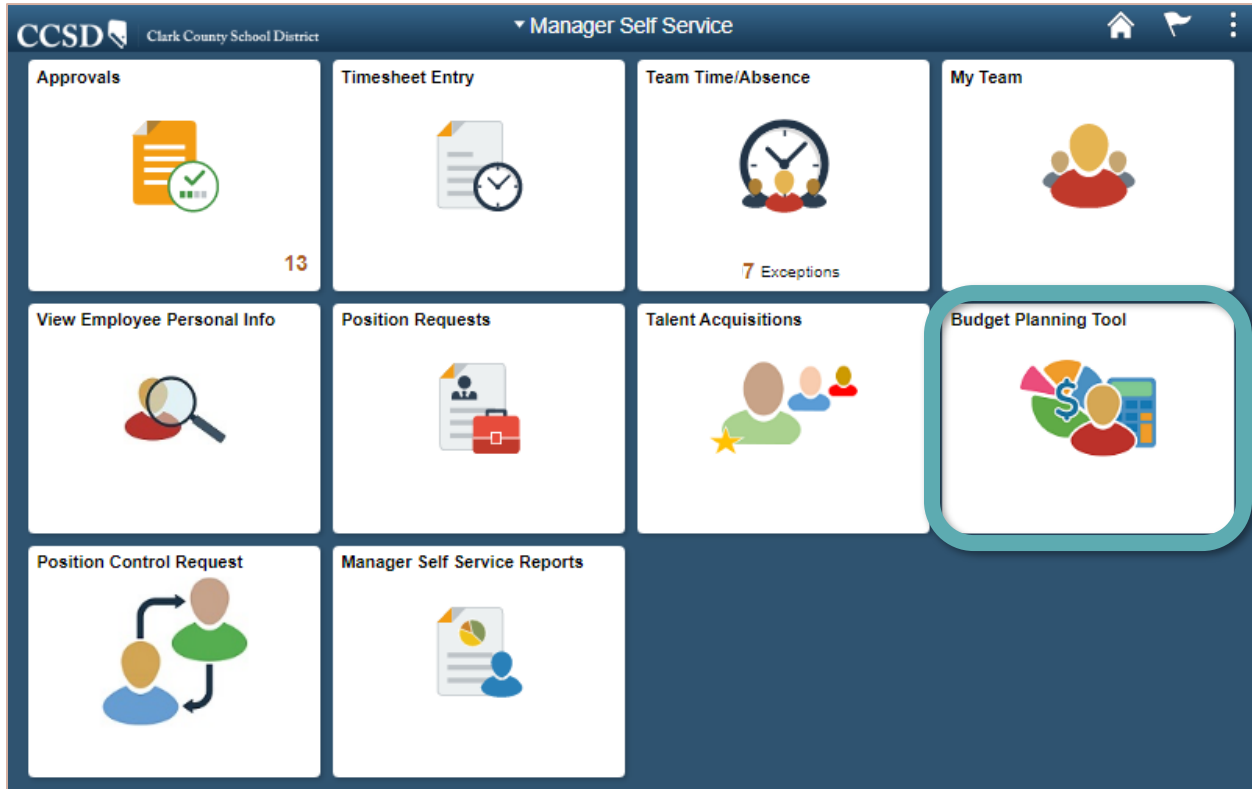 CCSD Clark County School District
Manager Self Service
Approvals
13
Timesheet Entry
Team Time/Absence
7 Exceptions
My Team
View Employee Personal Info
Position Requests
Talent Acquisitions
Budget Planning Tool
$
Position Control Request
Manager Self Service Reports